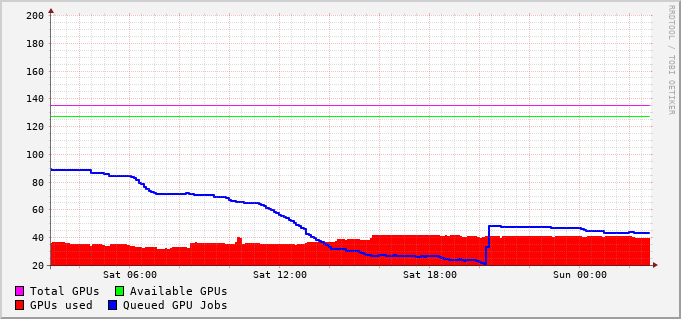 200
180
160
140
120
100
80
60
40
20
Sat 06:00 Sat 12:00 Sat 18:00 Sun 00:00
Total GPUs Available GPUs
GPUs used Queued GPU Jobs
RRDTOOL / TOBI OETIKER